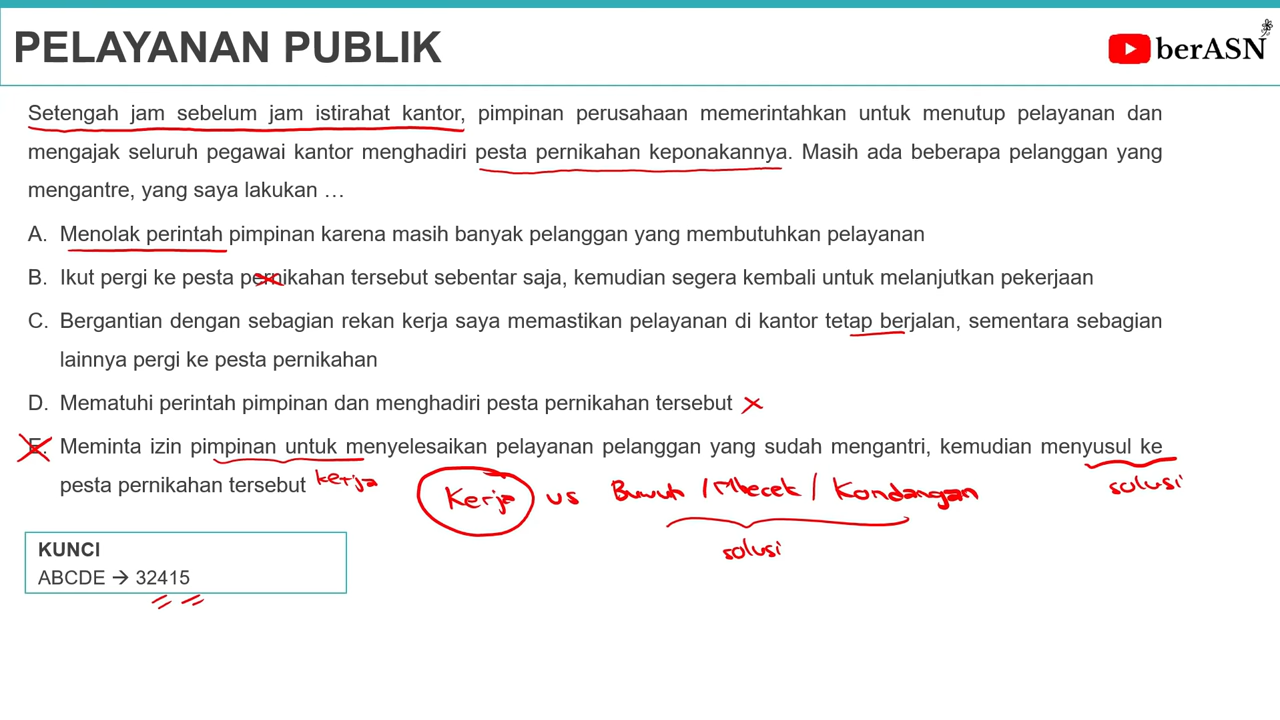 PELAYANAN PUBLIK
berASN
Setengah jam sebelum jam istirahat kantor, pimpinan perusahaan memerintahkan untuk menutup pelayanan dan
mengajak seluruh pegawai kantor menghadiri pesta pernikahan keponakannya. Masih ada beberapa pelanggan yang
mengantre, yang saya lakukan …
A. Menolak perintah pimpinan karena masih banyak pelanggan yang membutuhkan pelayanan
B. Ikut pergi ke pesta pernikahan tersebut sebentar saja, kemudian segera kembali untuk melanjutkan pekerjaan
C. Bergantian dengan sebagian rekan kerja saya memastikan pelayanan di kantor tetap berjalan, sementara sebagian
lainnya pergi ke pesta pernikahan
D. Mematuhi perintah pimpinan dan menghadiri pesta pernikahan tersebut
E. Meminta izin pimpinan untuk menyelesaikan pelayanan pelanggan yang sudah mengantri, kemudian menyusul ke
pesta pernikahan tersebut kerja
solusi
Kerja vs Buwuh / Mbecek / Kondangan
solusi
KUNCI
ABCDE → 32415